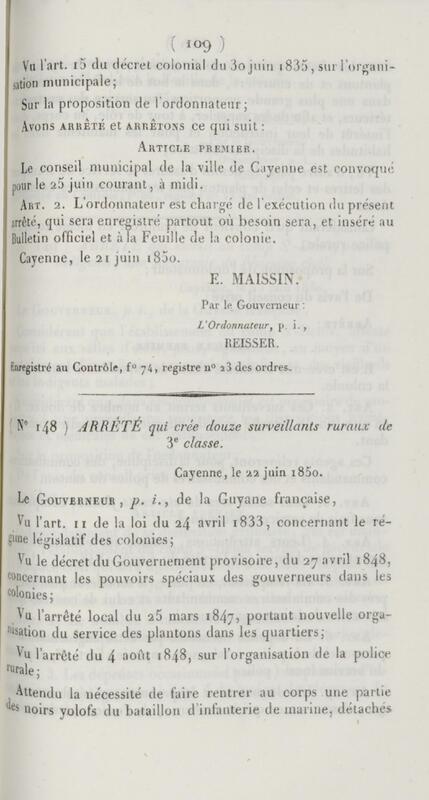 ( 109 )
Vu l'art. 15 du décret colonial du 30 juin 1835, sur l'organi-
sation municipale;
Sur la proposition de l'ordonnateur;
Avons ARRÊTÉ et ARRÊTONS ce qui suit :
ARTICLE PREMIER.
Le conseil municipal de la ville de Cayenne est convoqué
pour le 25 juin courant, à midi.
ART. 2. L'ordonnateur est chargé de l'exécution du présent
arrêté, qui sera enregistré partout où besoin sera, et inséré au
Bulletin officiel et à la Feuille de la colonie.
Cayenne, le 21 juin 1850.
E. MAISSIN.
Par le Gouverneur :
L'Ordonnateur, p. i.,
REISSER.
Enregistré au Contrôle, f° 74, registre n° 23 des ordres.
( N° 148 ) ARRÊTÉ qui crée douze surveillants ruraux de
3e classe.
Cayenne, le 22 juin 1850.
Le GOUVERNEUR, p. i., de la Guyane française,
Vu l'art. 11 de la loi du 24 avril 1833, concernant le ré-
gime législatif des colonies;
Vu le décret du Gouvernement provisoire, du 27 avril 1848,
concernant les pouvoirs spéciaux des gouverneurs dans les
colonies;
Vu l'arrêté local du 25 mars 1847, portant nouvelle orga-
nisation du service des plantons dans les quartiers;
Vu l'arrêté du 4 août 1848, sur l'organisation de la police
rurale;
Attendu la nécessité de faire rentrer au corps une partie
des noirs yolofs du bataillon d'infanterie de marine, détachés